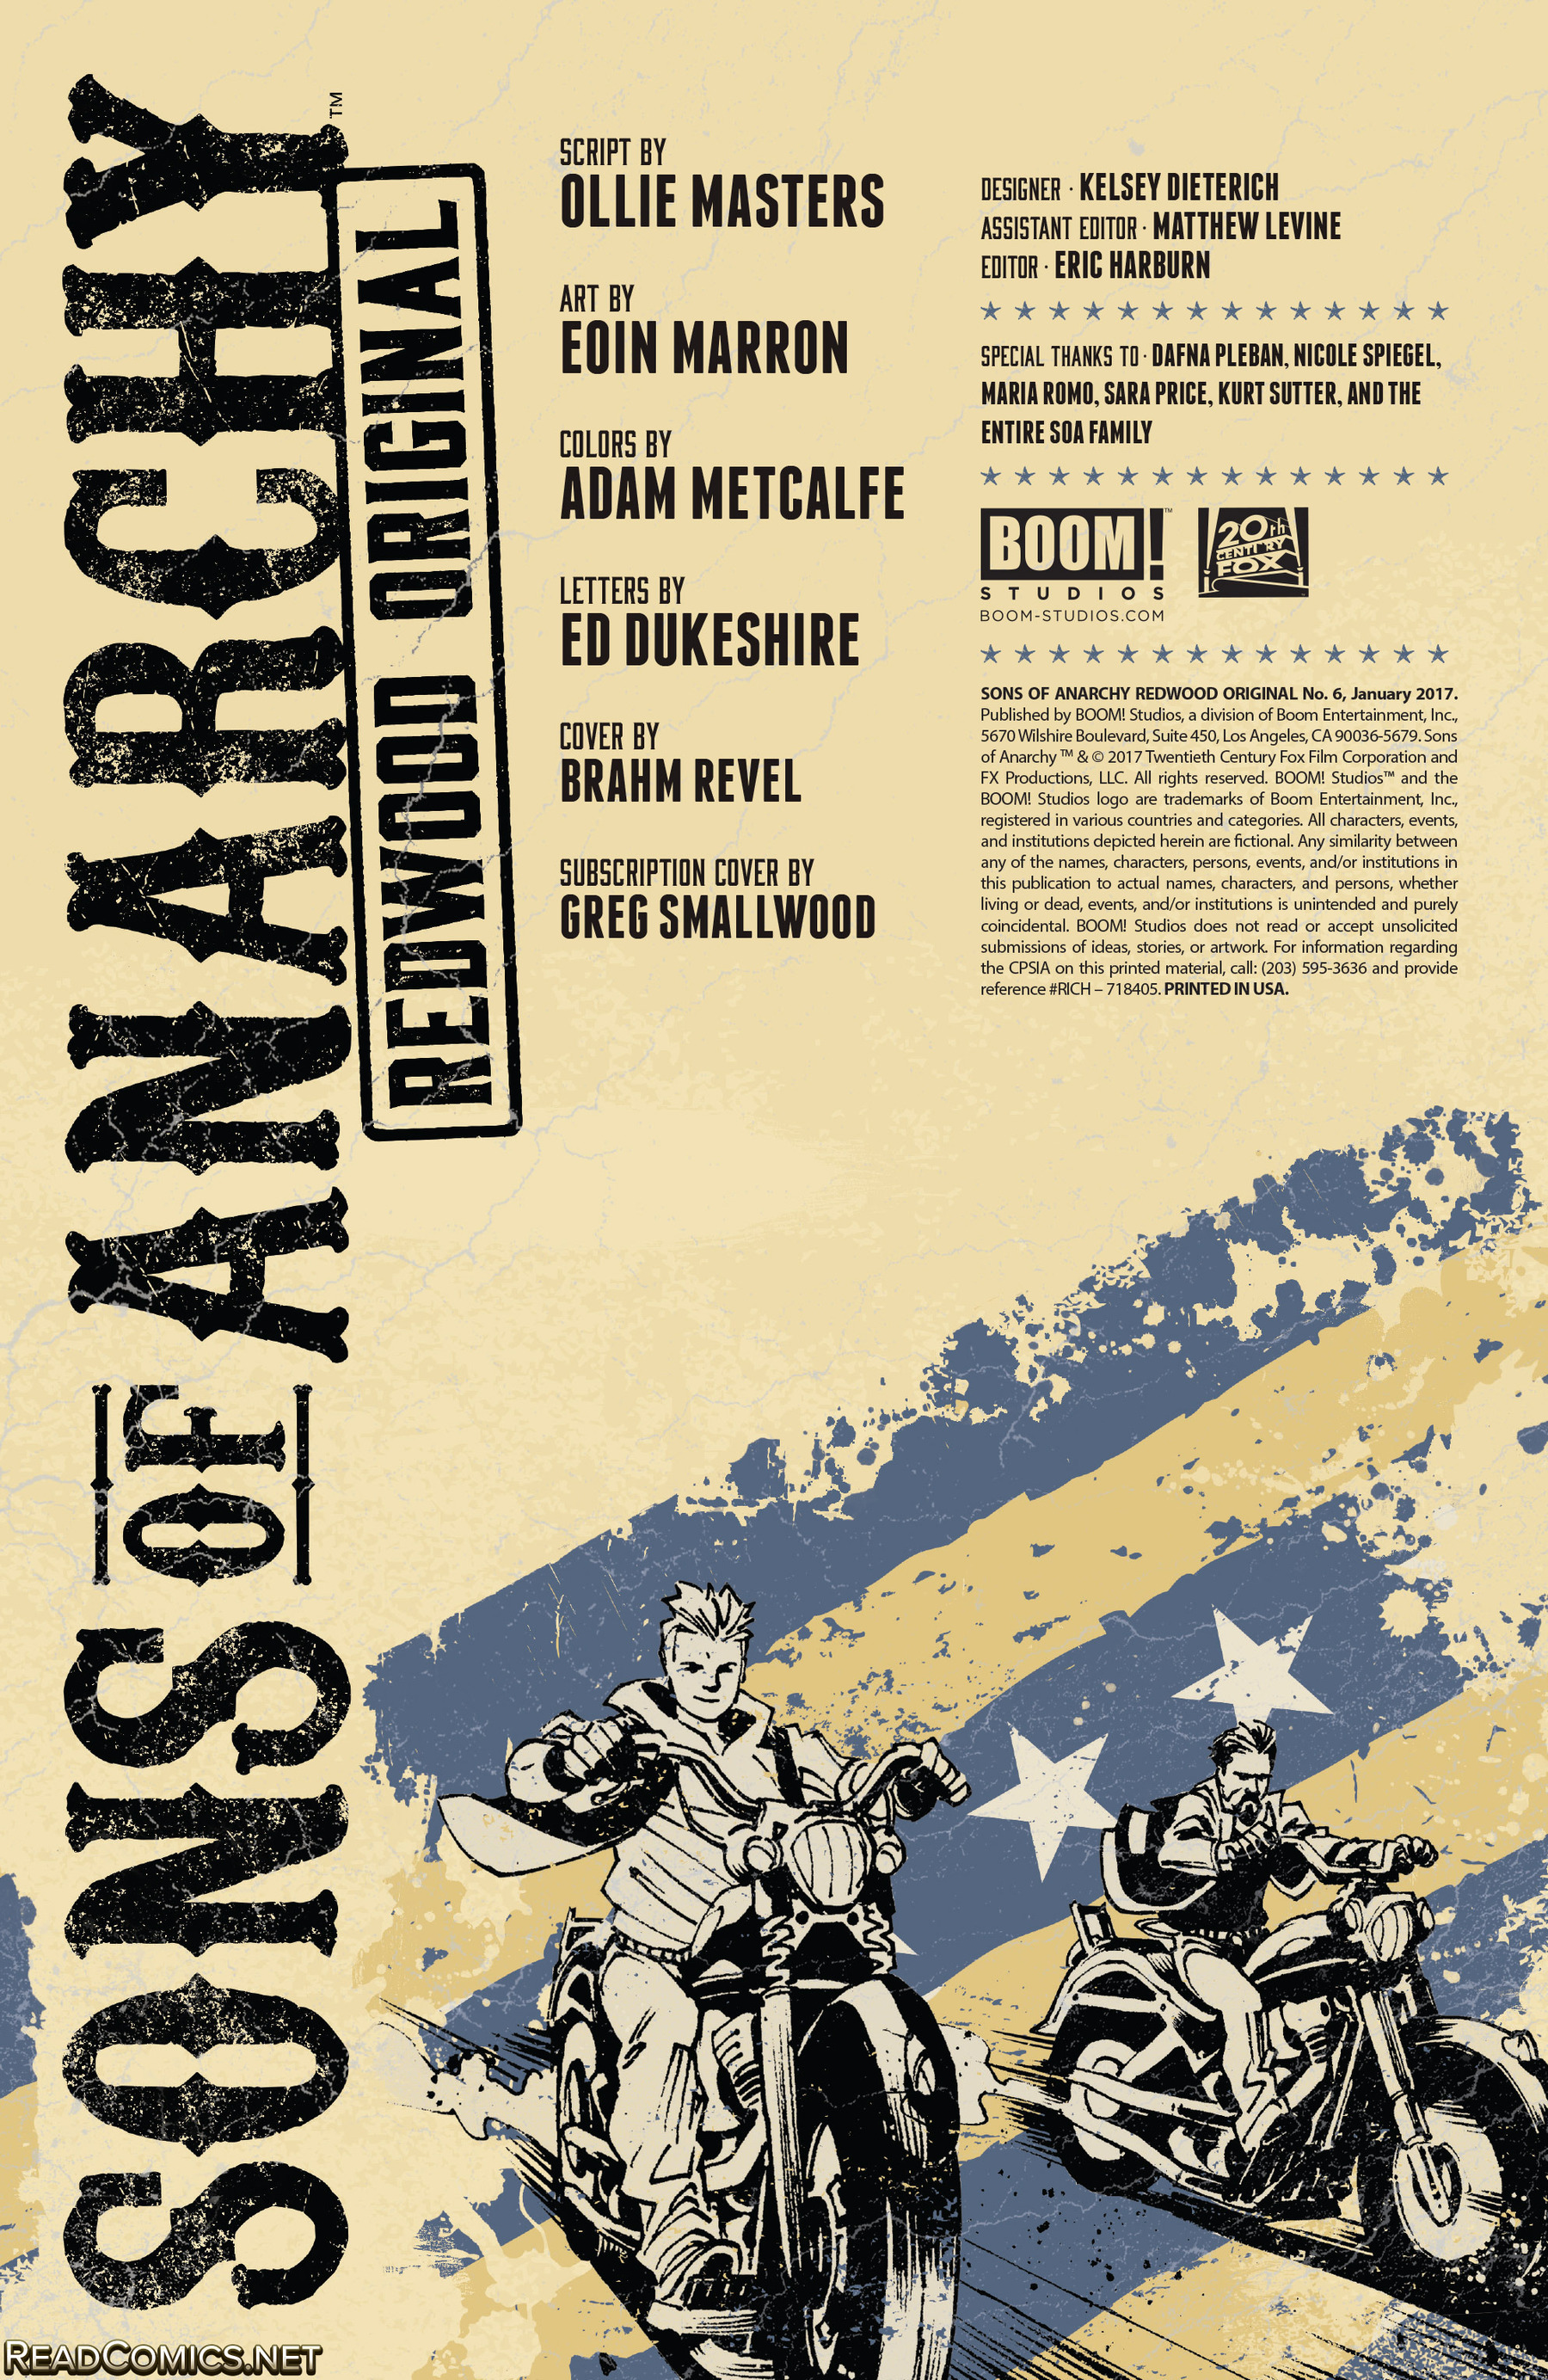 SONS OF ANARCHY™
REDWOOD ORIGINAL
SCRIPT BY
OLLIE MASTERS
ART BY
EOIN MARRON
COLORS BY
ADAM METCALFE
LETTERS BY
ED DUKESHIRE
COVER BY
BRAHM REVEL
SUBSCRIPTION COVER BY
GREG SMALLWOOD
DESIGNER · KELSEY DIETERICH
ASSISTANT EDITOR · MATTHEW LEVINE
EDITOR · ERIC HARBURN
SPECIAL THANKS TO · DAFNA PLEBAN, NICOLE SPIEGEL,
MARIA ROMO, SARA PRICE, KURT SUTTER, AND THE
ENTIRE SOA FAMILY
BOOM!™
STUDIOS
BOOM-STUDIOS.COM
20th
CENTURY
FOX
SONS OF ANARCHY REDWOOD ORIGINAL No. 6, January 2017.
Published by BOOM! Studios, a division of Boom Entertainment, Inc.,
5670 Wilshire Boulevard, Suite 450, Los Angeles, CA 90036-5679. Sons
of Anarchy ™ & © 2017 Twentieth Century Fox Film Corporation and
FX Productions, LLC. All rights reserved. BOOM! Studios™ and the
BOOM! Studios logo are trademarks of Boom Entertainment, Inc.,
registered in various countries and categories. All characters, events,
and institutions depicted herein are fictional. Any similarity between
any of the names, characters, persons, events, and/or institutions in
this publication to actual names, characters, and persons, whether
living or dead, events, and/or institutions is unintended and purely
coincidental. BOOM! Studios does not read or accept unsolicited
submissions of ideas, stories, or artwork. For information regarding
the CPSIA on this printed material, call: (203) 595-3636 and provide
reference #RICH – 718405. PRINTED IN USA.
READCOMICS.NET